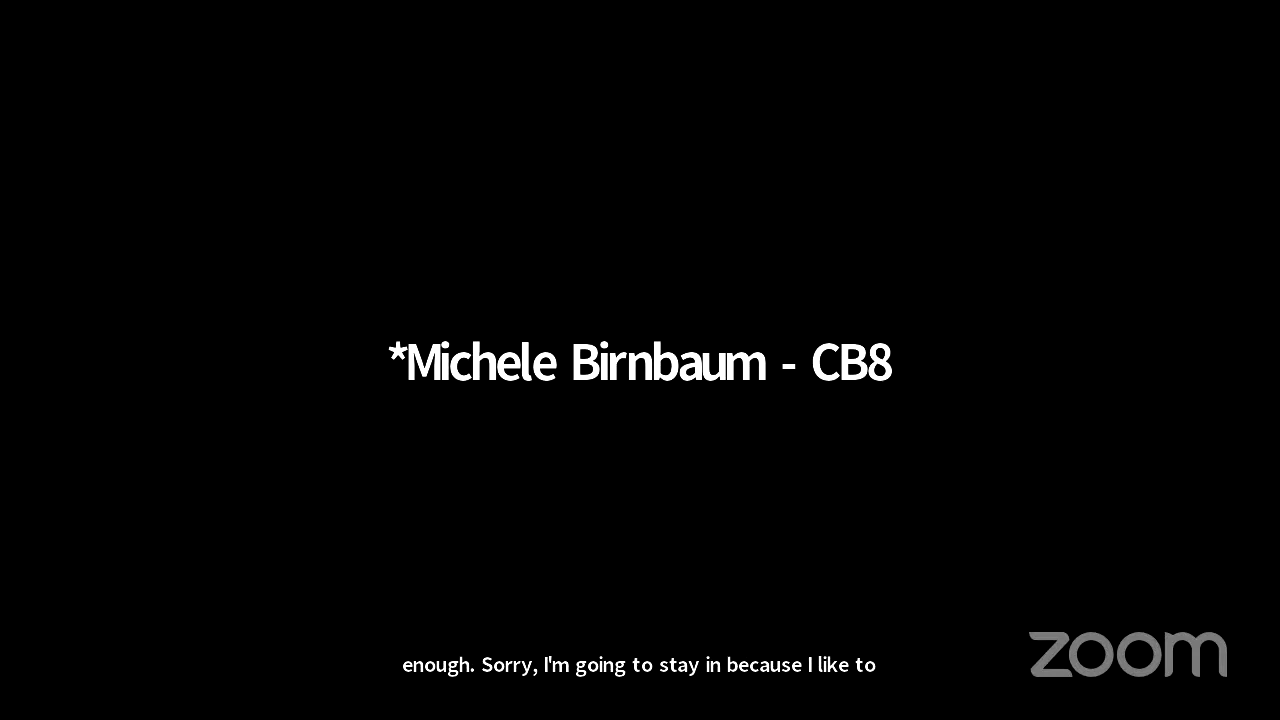 *Michele Birnbaum - CB8
enough. Sorry, I'm going to stay in because I like to
zoom